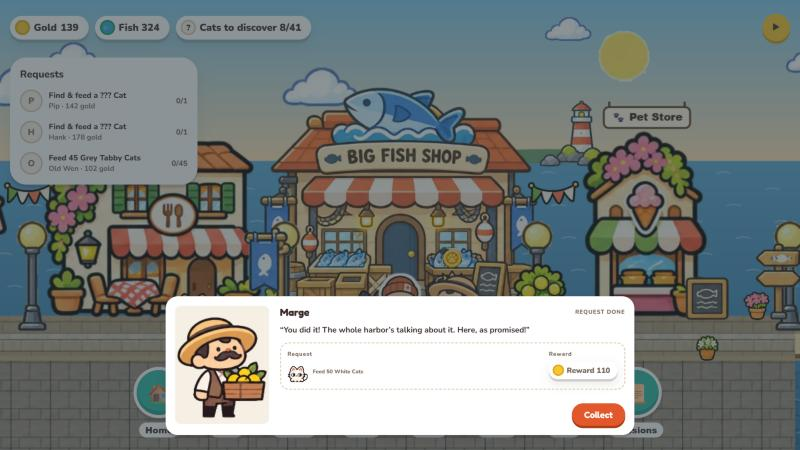 Gold 139
Fish 324
? Cats to discover 8/41
Requests
P Find & feed a ??? Cat 0/1
Pip · 142 gold
H Find & feed a ??? Cat 0/1
Hank · 178 gold
O Feed 45 Grey Tabby Cats 0/45
Old Wen · 102 gold
Pet Store
BIG FISH SHOP
Marge
REQUEST DONE
“You did it! The whole harbor’s talking about it. Here, as promised!”
Request
Reward
Feed 50 White Cats
Reward 110
Collect
Hom
sions